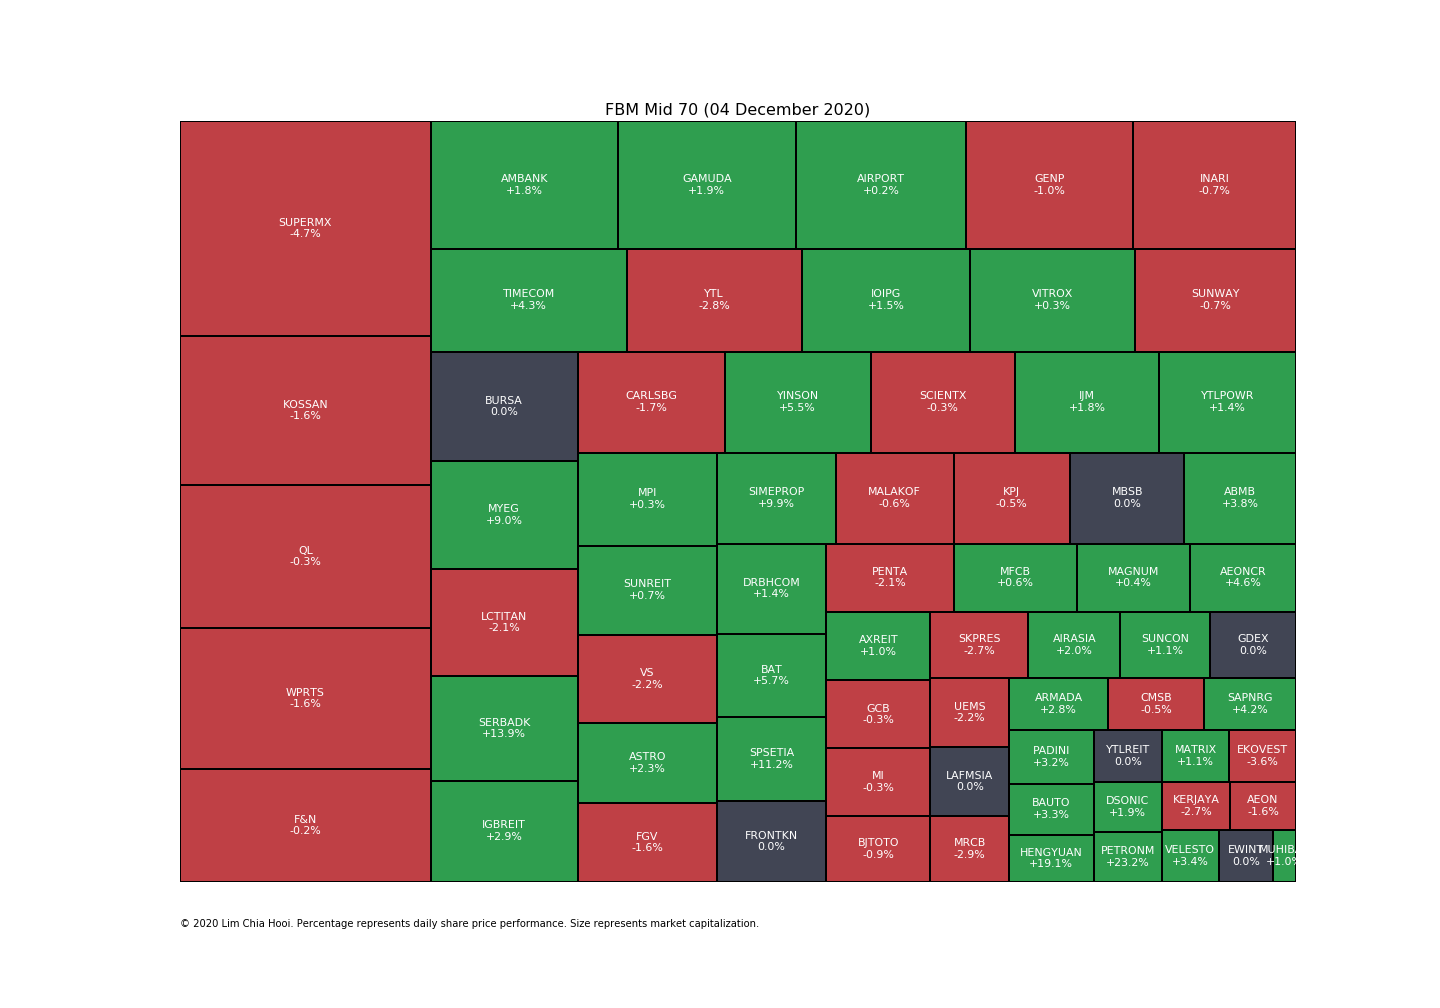 FBM Mid 70 (04 December 2020)
SUPERMX
-4.7%
KOSSAN
-1.6%
QL
-0.3%
WPRTS
-1.6%
F&N
-0.2%
AMBANK
+1.8%
GAMUDA
+1.9%
AIRPORT
+0.2%
GENP
-1.0%
INARI
-0.7%
TIMECOM
+4.3%
YTL
-2.8%
IOIPG
+1.5%
VITROX
+0.3%
SUNWAY
-0.7%
BURSA
0.0%
MYEG
+9.0%
LCTITAN
-2.1%
SERBADK
+13.9%
IGBREIT
+2.9%
CARLSBG
-1.7%
YINSON
+5.5%
SCIENTX
-0.3%
IJM
+1.8%
YTLPOWR
+1.4%
MPI
+0.3%
SUNREIT
+0.7%
VS
-2.2%
ASTRO
+2.3%
FGV
-1.6%
SIMEPROP
+9.9%
MALAKOF
-0.6%
KPJ
-0.5%
MBSB
0.0%
ABMB
+3.8%
DRBHCOM
+1.4%
BAT
+5.7%
SPSETIA
+11.2%
FRONTKN
0.0%
PENTA
-2.1%
MFCB
+0.6%
MAGNUM
+0.4%
AEONCR
+4.6%
AXREIT
+1.0%
GCB
-0.3%
MI
-0.3%
BJTOTO
-0.9%
SKPRES
-2.7%
AIRASIA
+2.0%
SUNCON
+1.1%
GDEX
0.0%
UEMS
-2.2%
LAFMSIA
0.0%
MRCB
-2.9%
ARMADA
+2.8%
CMSB
-0.5%
SAPNRG
+4.2%
PADINI
+3.2%
BAUTO
+3.3%
HENGYUAN
+19.1%
YTLREIT
0.0%
MATRIX
+1.1%
EKOVEST
-3.6%
DSONIC
+1.9%
PETRONM
+23.2%
KERJAYA
-2.7%
AEON
-1.6%
VELESTO
+3.4%
EWINT
0.0%
+1.0%
© 2020 Lim Chia Hooi. Percentage represents daily share price performance. Size represents market capitalization.